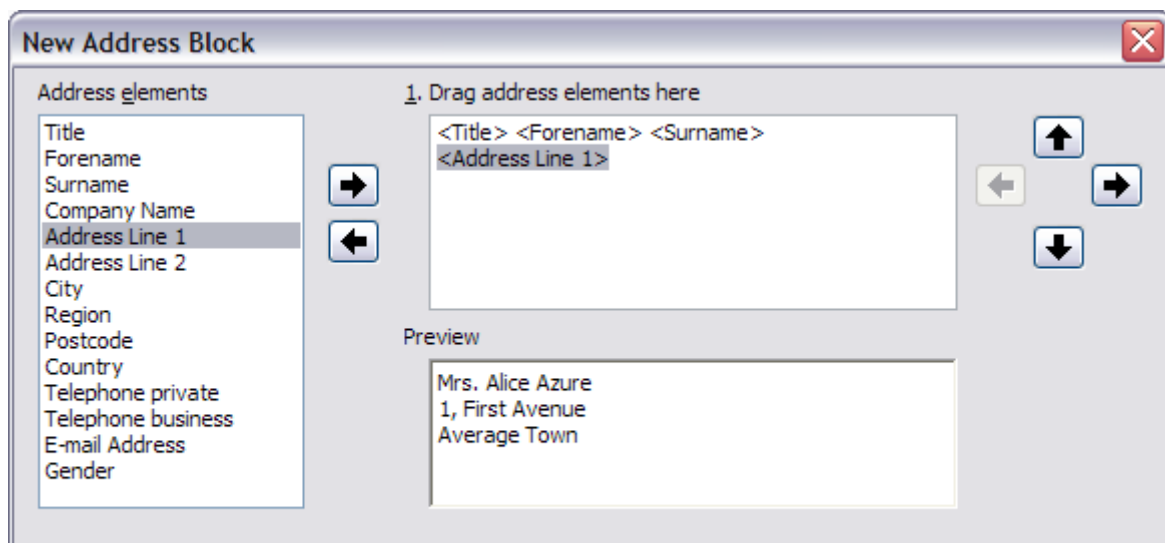 New Address Block
Address elements
Title
Forename
Surname
Company Name
Address Line 1
Address Line 2
City
Region
Postcode
Country
Telephone private
Telephone business
E-mail Address
Gender
1. Drag address elements here
<Title> <Forename> <Surname>
<Address Line 1>
Preview
Mrs. Alice Azure
1, First Avenue
Average Town